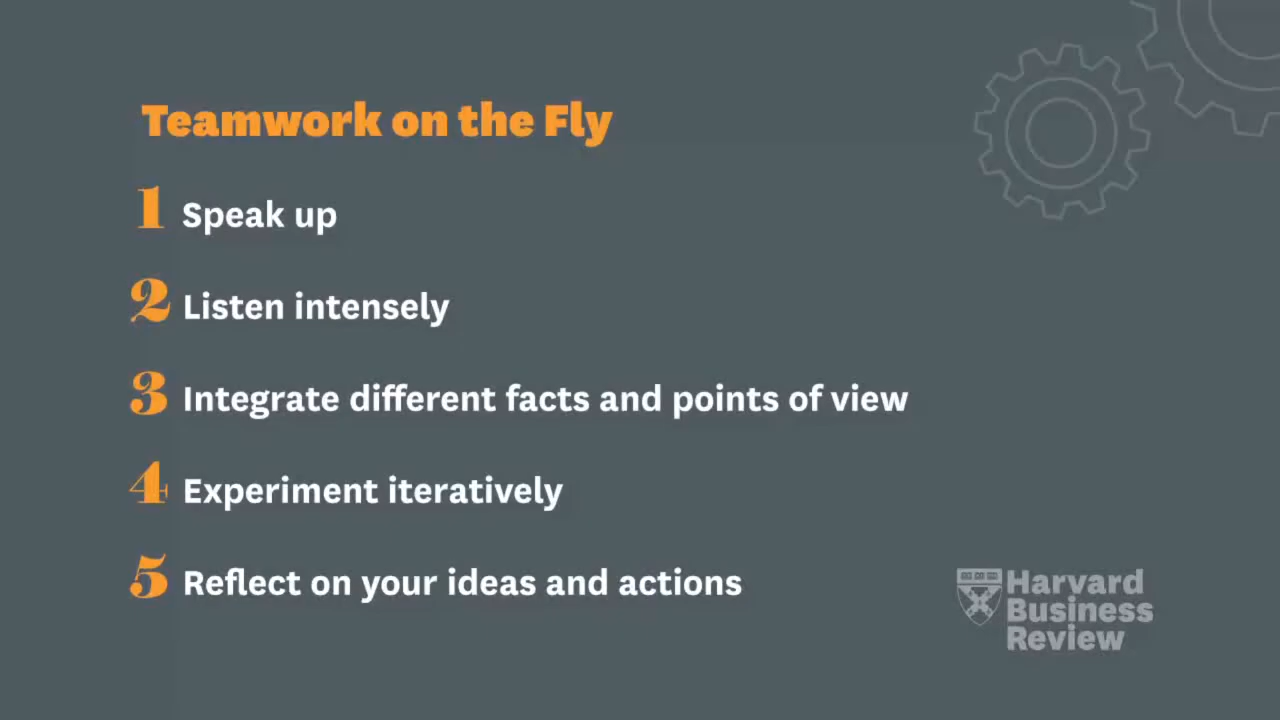 Teamwork on the Fly
1 Speak up
2 Listen intensely
3 Integrate different facts and points of view
4 Experiment iteratively
5 Reflect on your ideas and actions
Harvard
Business
Review